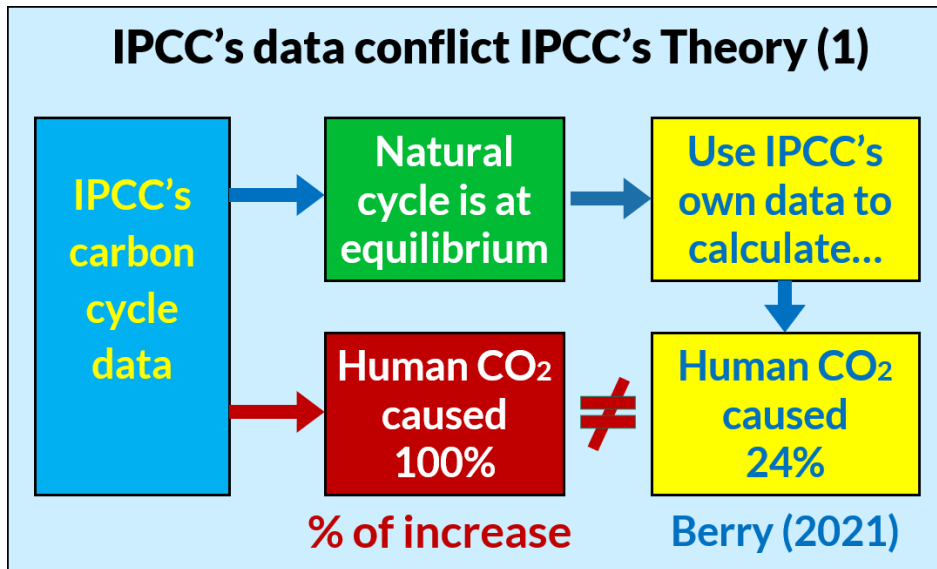 IPCC's data conflict IPCC's Theory (1)
IPCC's
carbon
cycle
data
Natural
cycle is at
equilibrium
Use IPCC's
own data to
calculate...
Human CO₂
caused
100%
≠
Human CO₂
caused
24%
% of increase
Berry (2021)